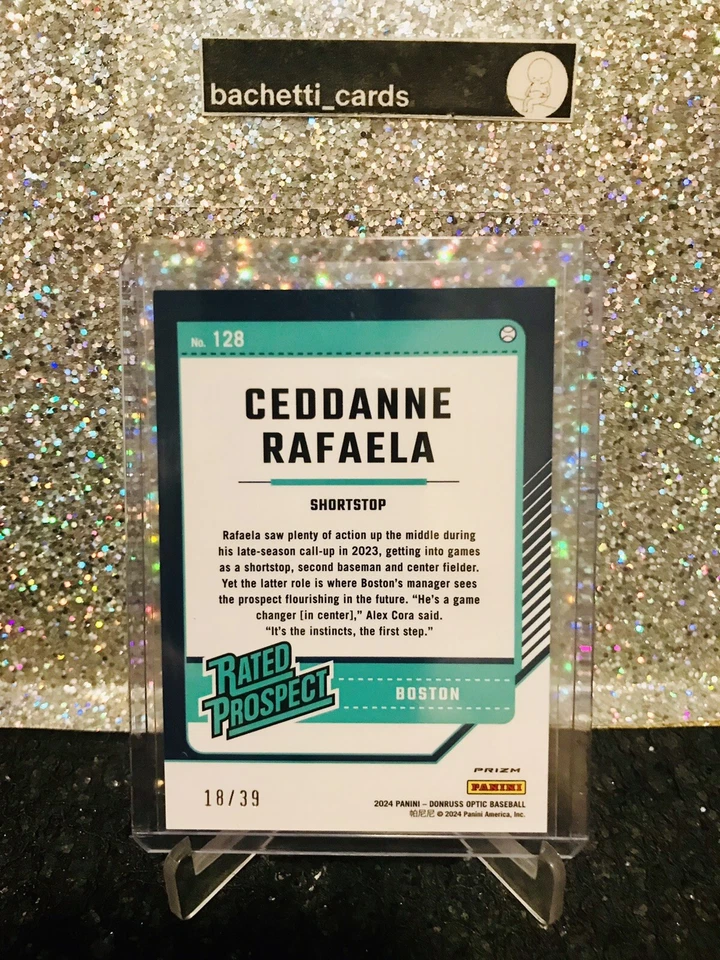 bachetti_cards
No. 128
CEDDANNE
RAFAELA
SHORTSTOP
Rafaela saw plenty of action up the middle during
his late-season call-up in 2023, getting into games
as a shortstop, second baseman and center fielder.
Yet the latter role is where Boston's manager sees
the prospect flourishing in the future. “He's a game
changer [in center],” Alex Cora said.
“It's the instincts, the first step.”
RATED
PROSPECT
BOSTON
PRIZM
PANINI
18/39
2024 PANINI – DONRUSS OPTIC BASEBALL
帕尼尼 © 2024 Panini America, Inc.